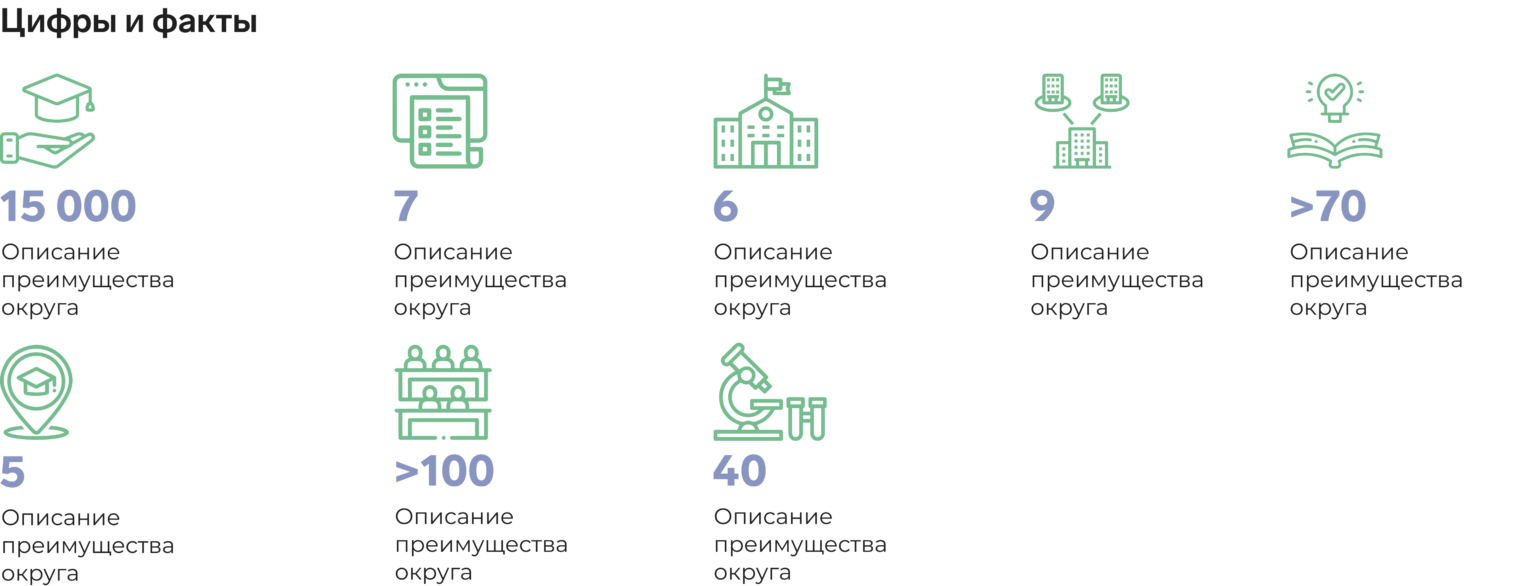 Цифры и факты
15 000
Описание
преимущества
округа
7
Описание
преимущества
округа
6
Описание
преимущества
округа
9
Описание
преимущества
округа
>70
Описание
преимущества
округа
5
Описание
преимущества
округа
>100
Описание
преимущества
округа
40
Описание
преимущества
округа